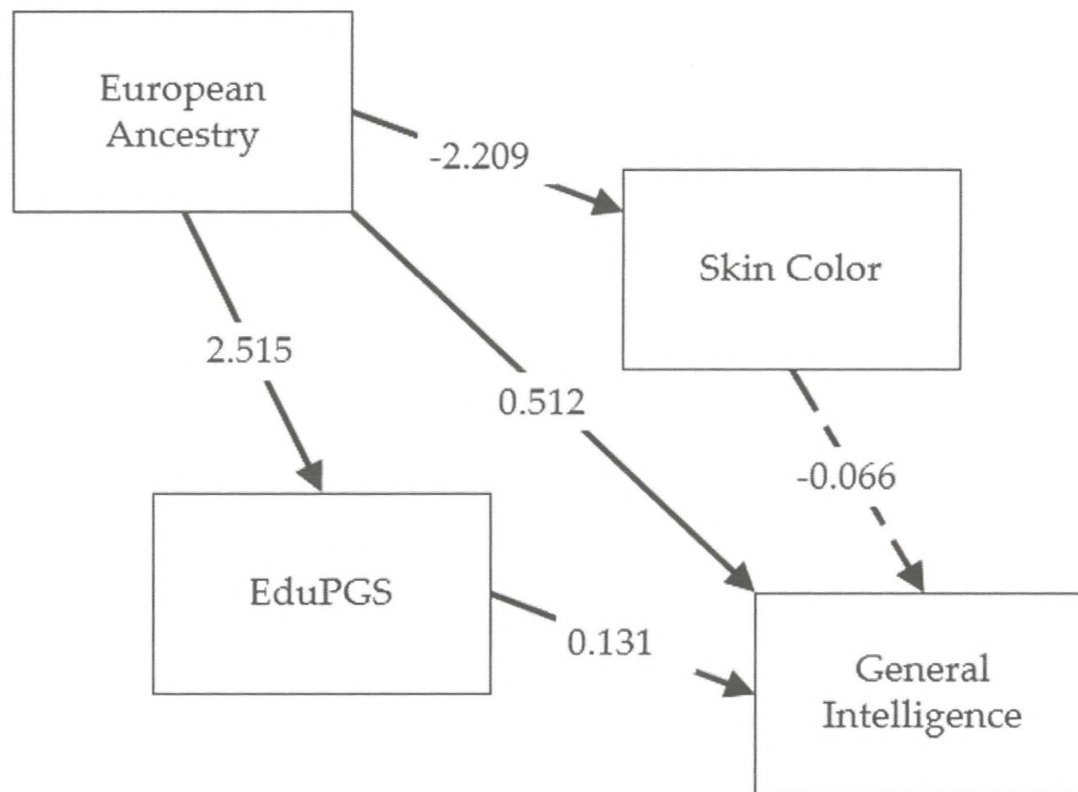 European
Ancestry
-2.209
Skin Color
2.515
0.512
-0.066
EduPGS
0.131
General
Intelligence